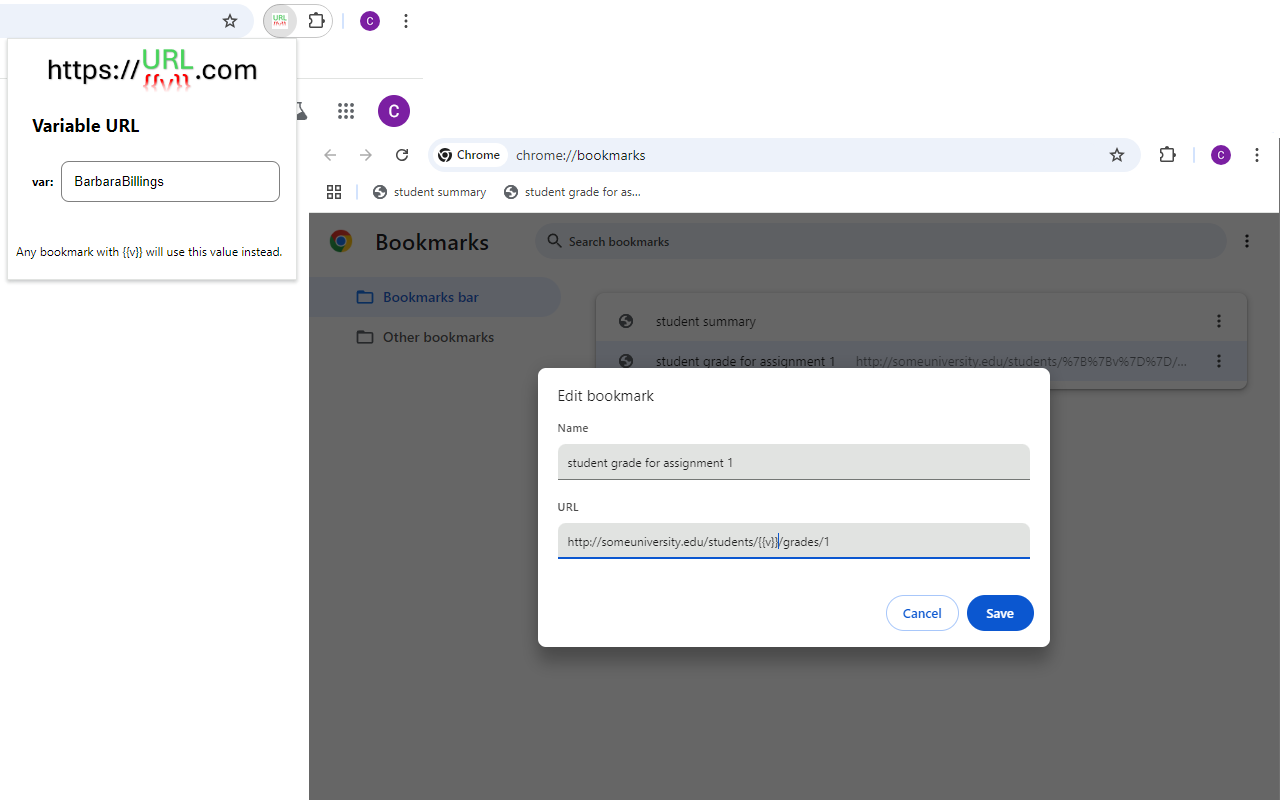 URL
{{v}}
C
https://URL.com
{{v}}
Variable URL
var: BarbaraBillings
Any bookmark with {{v}} will use this value instead.
C
Chrome chrome://bookmarks C
student summary student grade for as...
Bookmarks Search bookmarks
Bookmarks bar
Other bookmarks
student summary
student grade for assignment 1 http://someuniversity.edu/students/%7B%7Bv%7D%7D/...
Edit bookmark
Name
student grade for assignment 1
URL
http://someuniversity.edu/students/{{v}}/grades/1
Cancel Save